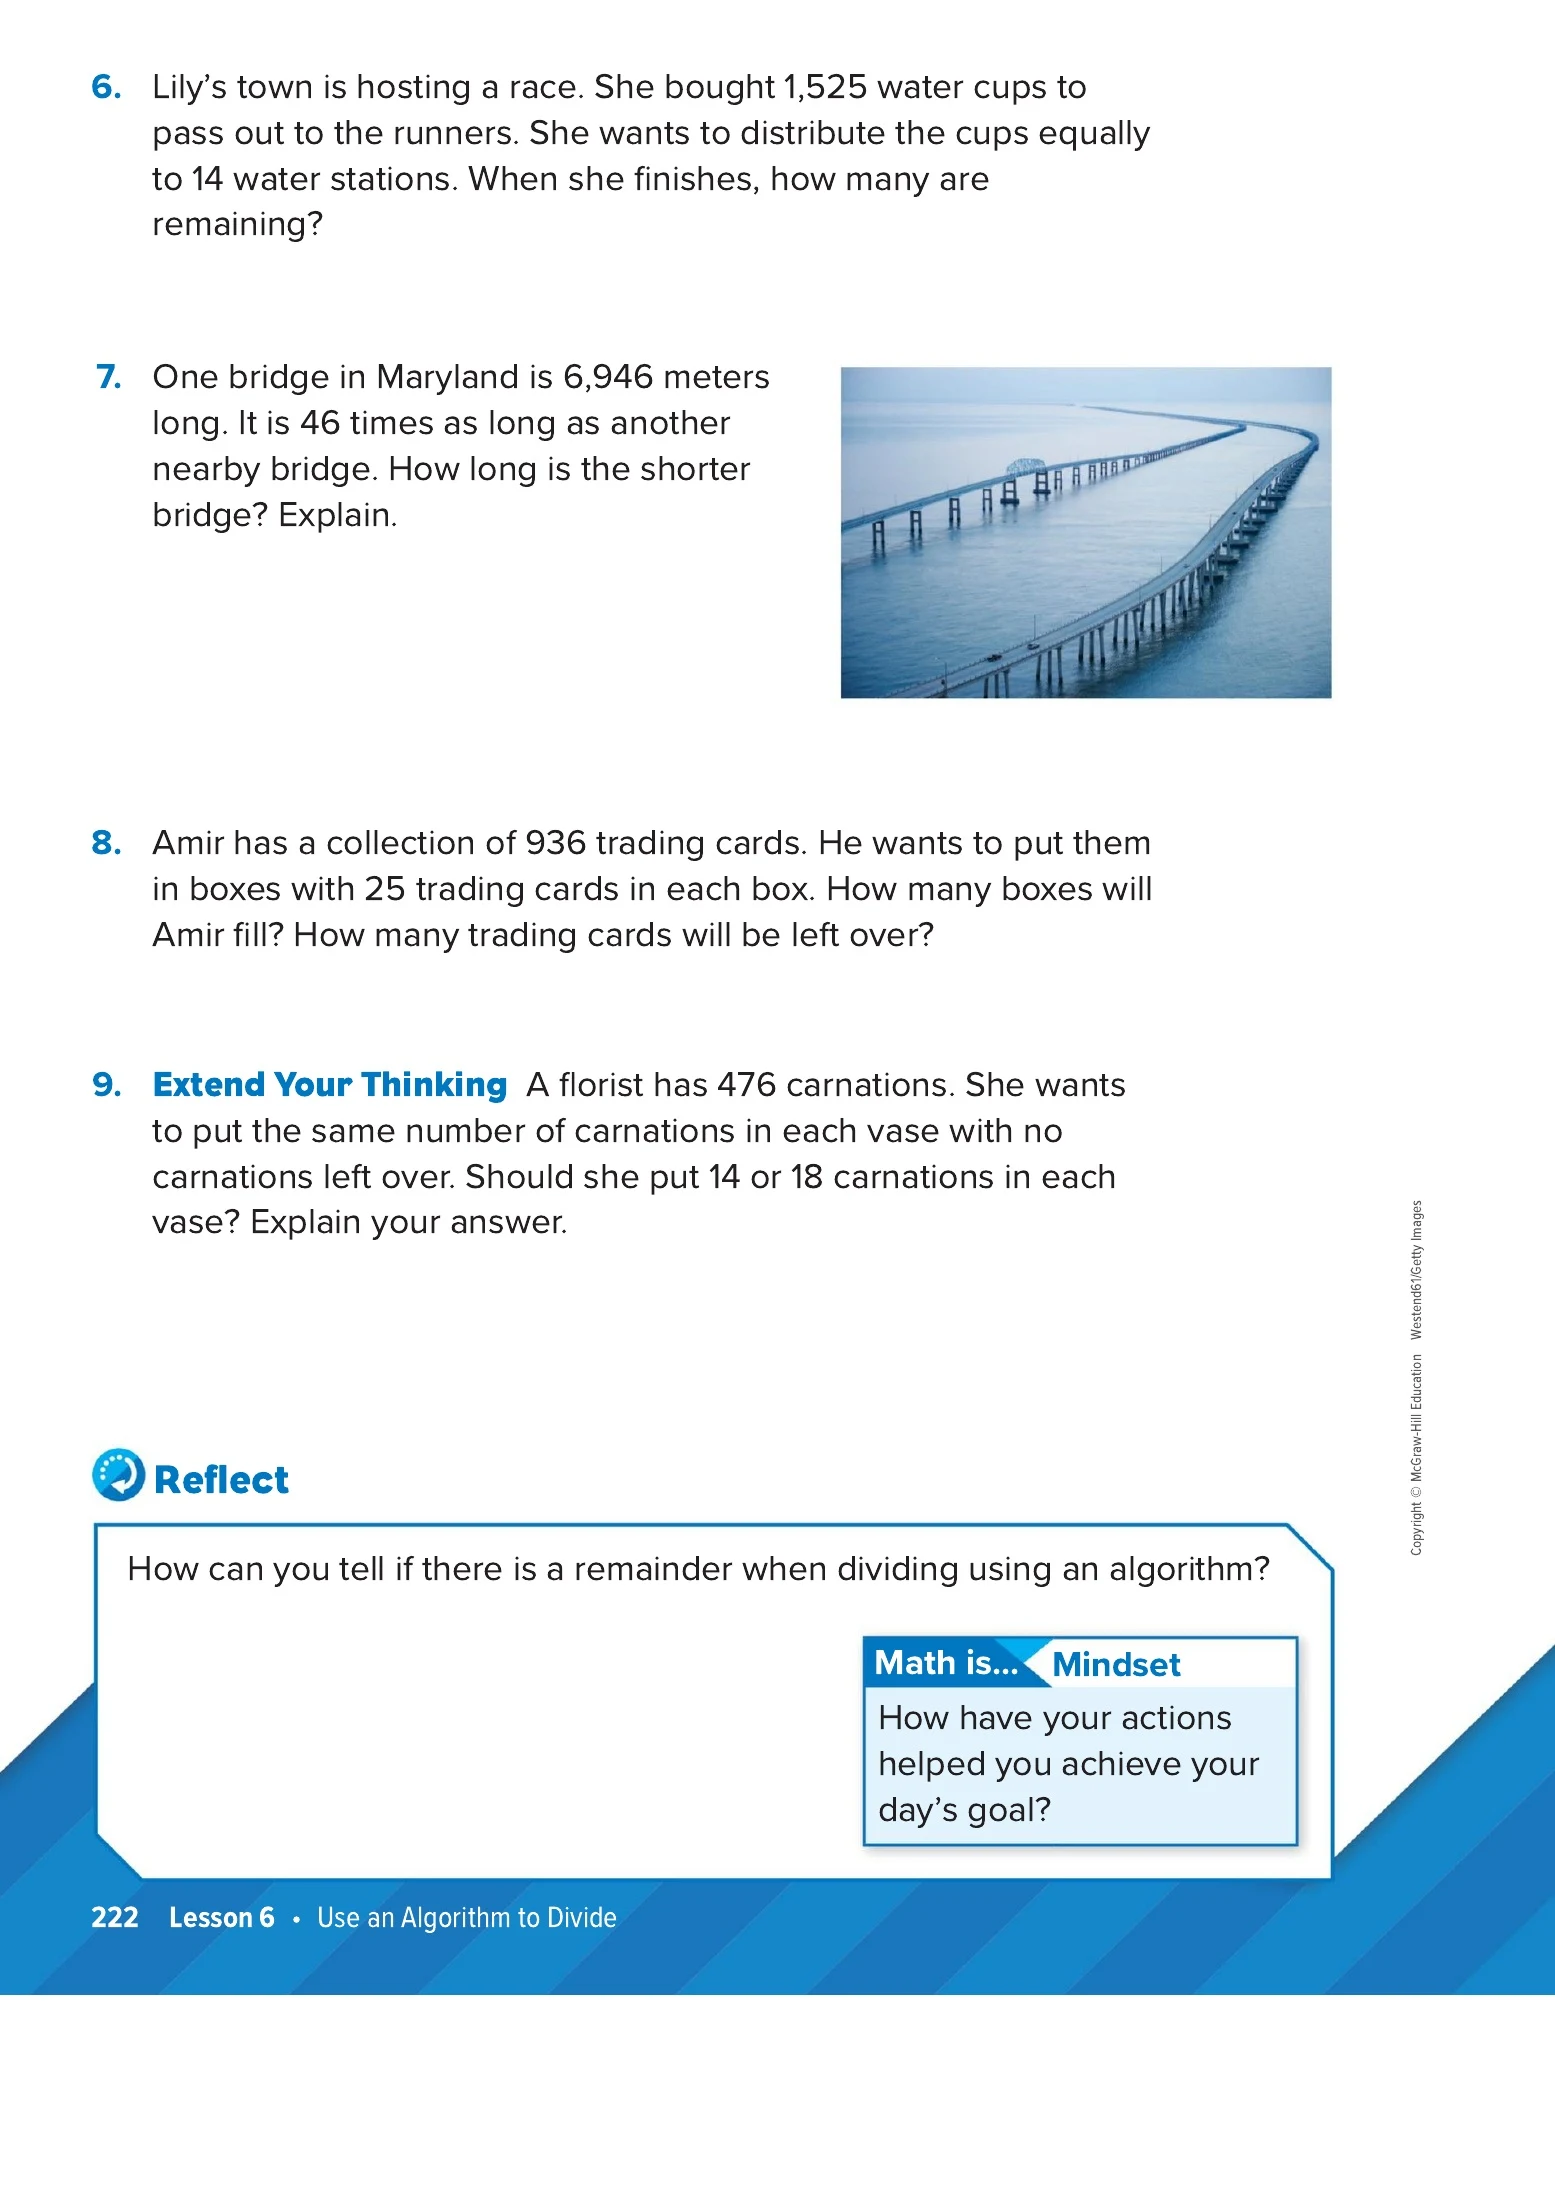 6. Lily’s town is hosting a race. She bought 1,525 water cups to
pass out to the runners. She wants to distribute the cups equally
to 14 water stations. When she finishes, how many are
remaining?
7. One bridge in Maryland is 6,946 meters
long. It is 46 times as long as another
nearby bridge. How long is the shorter
bridge? Explain.
8. Amir has a collection of 936 trading cards. He wants to put them
in boxes with 25 trading cards in each box. How many boxes will
Amir fill? How many trading cards will be left over?
9. Extend Your Thinking A florist has 476 carnations. She wants
to put the same number of carnations in each vase with no
carnations left over. Should she put 14 or 18 carnations in each
vase? Explain your answer.
Reflect
How can you tell if there is a remainder when dividing using an algorithm?
Math is... Mindset
How have your actions
helped you achieve your
day’s goal?
222 Lesson 6 • Use an Algorithm to Divide
Copyright © McGraw-Hill Education Westend61/Getty Images